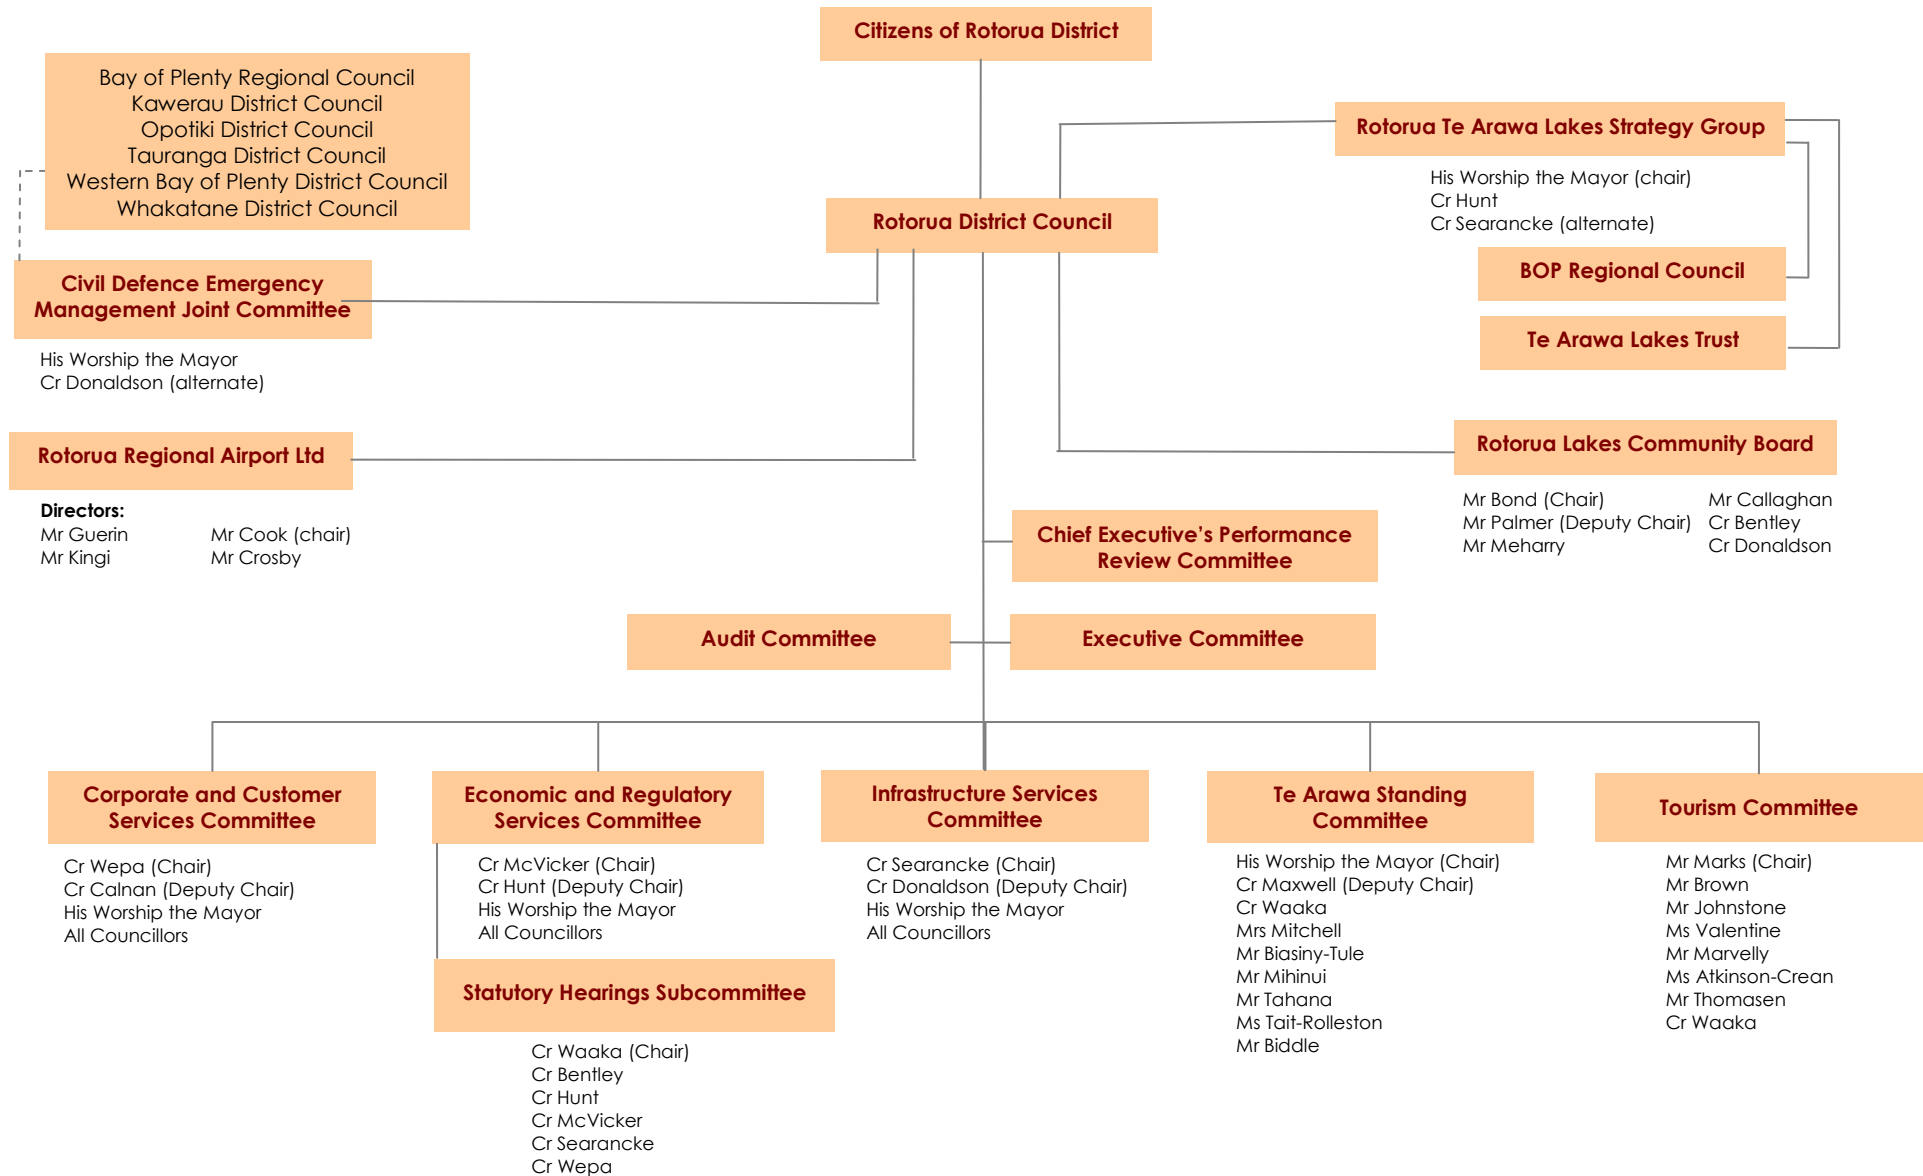 Citizens of Rotorua District
Bay of Plenty Regional Council
Kawerau District Council
Opotiki District Council
Tauranga District Council
Western Bay of Plenty District Council
Whakatane District Council
Rotorua Te Arawa Lakes Strategy Group
His Worship the Mayor (chair)
Cr Hunt
Cr Searancke (alternate)
Rotorua District Council
BOP Regional Council
Te Arawa Lakes Trust
Civil Defence Emergency
Management Joint Committee
His Worship the Mayor
Cr Donaldson (alternate)
Rotorua Regional Airport Ltd
Directors:
Mr Guerin
Mr Kingi
Mr Cook (chair)
Mr Crosby
Rotorua Lakes Community Board
Mr Bond (Chair)
Mr Palmer (Deputy Chair)
Mr Meharry
Mr Callaghan
Cr Bentley
Cr Donaldson
Chief Executive’s Performance
Review Committee
Audit Committee
Executive Committee
Corporate and Customer
Services Committee
Cr Wepa (Chair)
Cr Calnan (Deputy Chair)
His Worship the Mayor
All Councillors
Economic and Regulatory
Services Committee
Cr McVicker (Chair)
Cr Hunt (Deputy Chair)
His Worship the Mayor
All Councillors
Statutory Hearings Subcommittee
Cr Waaka (Chair)
Cr Bentley
Cr Hunt
Cr McVicker
Cr Searancke
Cr Wepa
Infrastructure Services
Committee
Cr Searancke (Chair)
Cr Donaldson (Deputy Chair)
His Worship the Mayor
All Councillors
Te Arawa Standing
Committee
His Worship the Mayor (Chair)
Cr Maxwell (Deputy Chair)
Cr Waaka
Mrs Mitchell
Mr Biasiny-Tule
Mr Mihinui
Mr Tahana
Ms Tait-Rolleston
Mr Biddle
Tourism Committee
Mr Marks (Chair)
Mr Brown
Mr Johnstone
Ms Valentine
Mr Marvelly
Ms Atkinson-Crean
Mr Thomasen
Cr Waaka